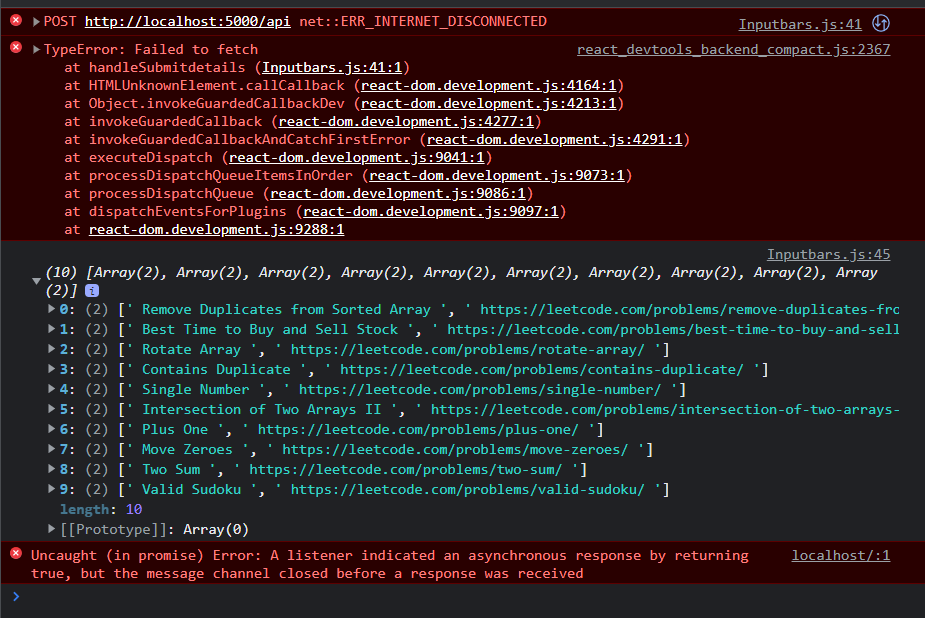 POST http://localhost:5000/api net::ERR_INTERNET_DISCONNECTED Inputbars.js:41
TypeError: Failed to fetch react_devtools_backend_compact.js:2367
at handleSubmitdetails (Inputbars.js:41:1)
at HTMLUnknownElement.callCallback (react-dom.development.js:4164:1)
at Object.invokeGuardedCallbackDev (react-dom.development.js:4213:1)
at invokeGuardedCallback (react-dom.development.js:4277:1)
at invokeGuardedCallbackAndCatchFirstError (react-dom.development.js:4291:1)
at executeDispatch (react-dom.development.js:9041:1)
at processDispatchQueueItemsInOrder (react-dom.development.js:9073:1)
at processDispatchQueue (react-dom.development.js:9086:1)
at dispatchEventsForPlugins (react-dom.development.js:9097:1)
at react-dom.development.js:9288:1
Inputbars.js:45
(10) [Array(2), Array(2), Array(2), Array(2), Array(2), Array(2), Array(2), Array(2), Array(2), Array
(2)] i
0: (2) [' Remove Duplicates from Sorted Array ', ' https://leetcode.com/problems/remove-duplicates-fro
1: (2) [' Best Time to Buy and Sell Stock ', ' https://leetcode.com/problems/best-time-to-buy-and-sell
2: (2) [' Rotate Array ', ' https://leetcode.com/problems/rotate-array/ ']
3: (2) [' Contains Duplicate ', ' https://leetcode.com/problems/contains-duplicate/ ']
4: (2) [' Single Number ', ' https://leetcode.com/problems/single-number/ ']
5: (2) [' Intersection of Two Arrays II ', ' https://leetcode.com/problems/intersection-of-two-arrays-
6: (2) [' Plus One ', ' https://leetcode.com/problems/plus-one/ ']
7: (2) [' Move Zeroes ', ' https://leetcode.com/problems/move-zeroes/ ']
8: (2) [' Two Sum ', ' https://leetcode.com/problems/two-sum/ ']
9: (2) [' Valid Sudoku ', ' https://leetcode.com/problems/valid-sudoku/ ']
length: 10
[[Prototype]]: Array(0)
Uncaught (in promise) Error: A listener indicated an asynchronous response by returning localhost/:1
true, but the message channel closed before a response was received